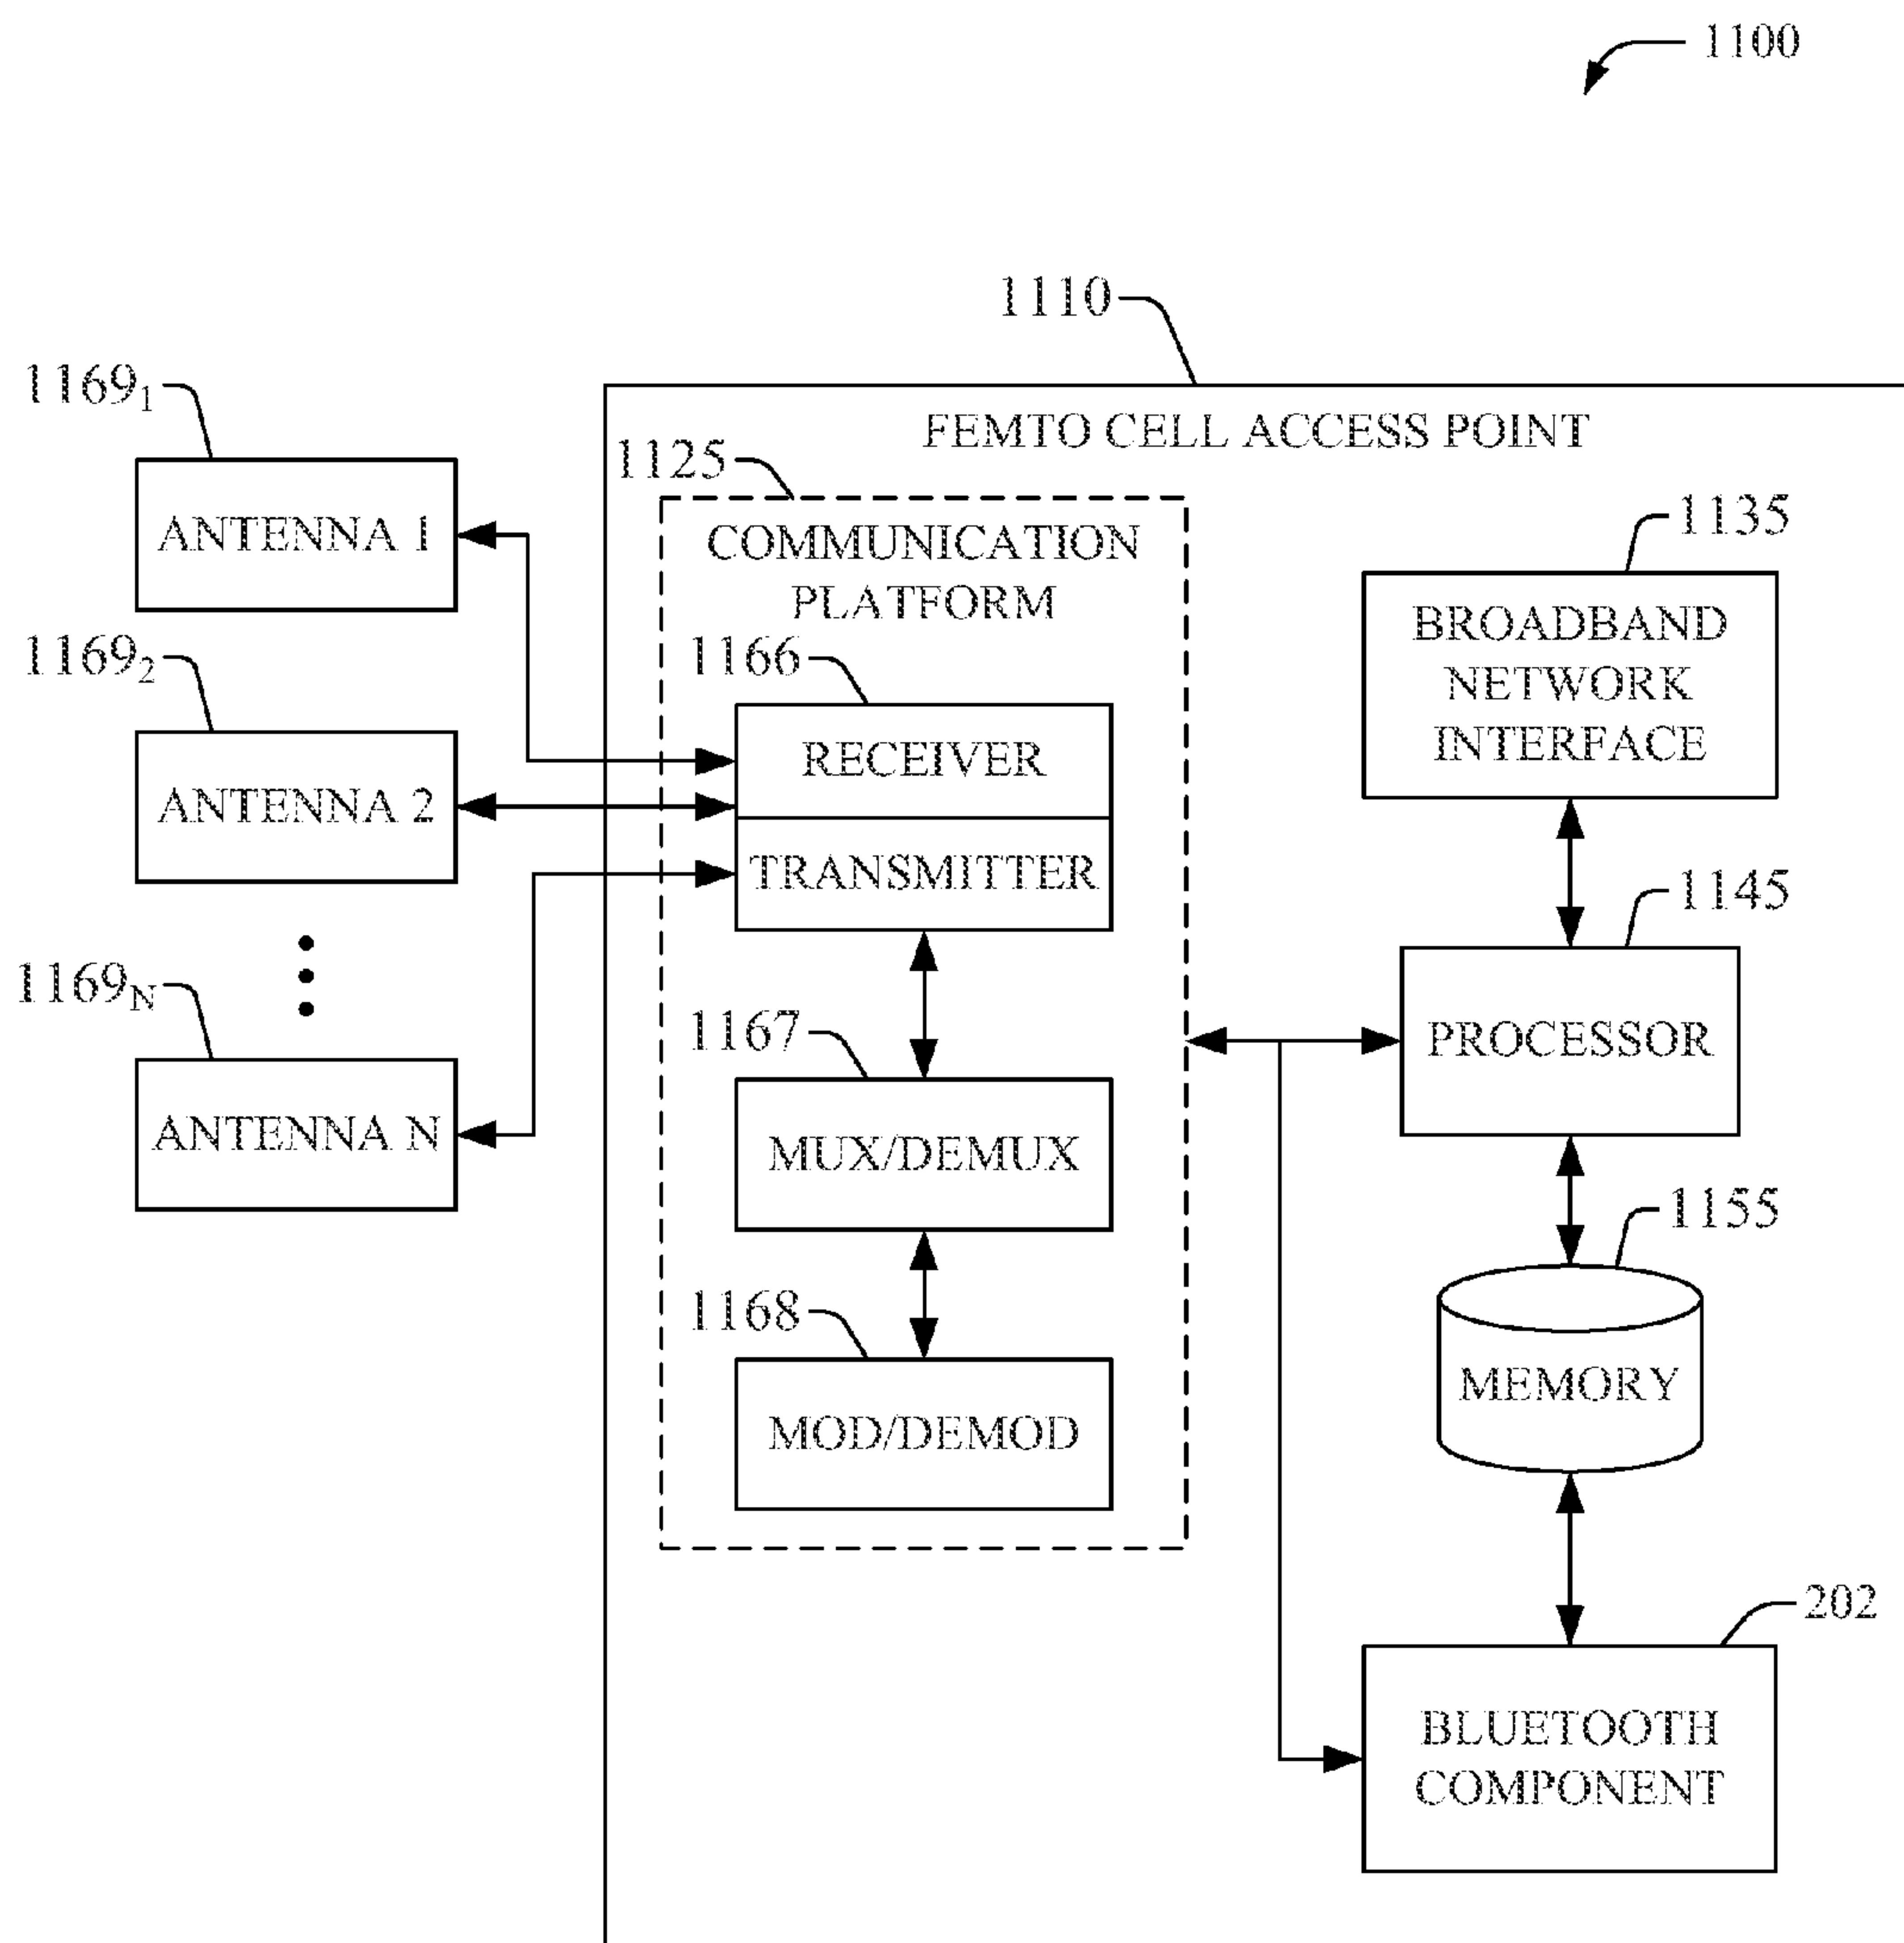 1100
1110
1169₁
FEMTO CELL ACCESS POINT
1125
ANTENNA 1
COMMUNICATION
PLATFORM
1135
BROADBAND
NETWORK
INTERFACE
1169₂
1166
RECEIVER
ANTENNA 2
TRANSMITTER
1145
1169N
1167
PROCESSOR
ANTENNA N
MUX/DEMUX
1155
1168
MEMORY
MOD/DEMOD
202
BLUETOOTH
COMPONENT